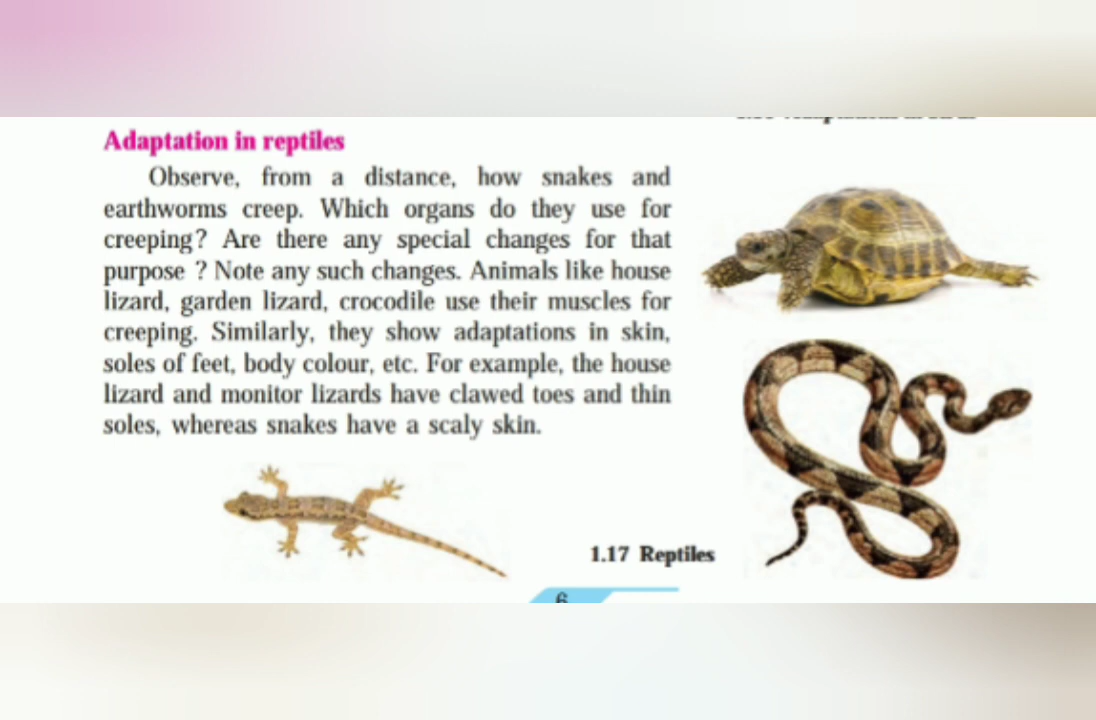 Adaptation in reptiles
Observe, from a distance, how snakes and
earthworms creep. Which organs do they use for
creeping? Are there any special changes for that
purpose ? Note any such changes. Animals like house
lizard, garden lizard, crocodile use their muscles for
creeping. Similarly, they show adaptations in skin,
soles of feet, body colour, etc. For example, the house
lizard and monitor lizards have clawed toes and thin
soles, whereas snakes have a scaly skin.
1.17 Reptiles
6